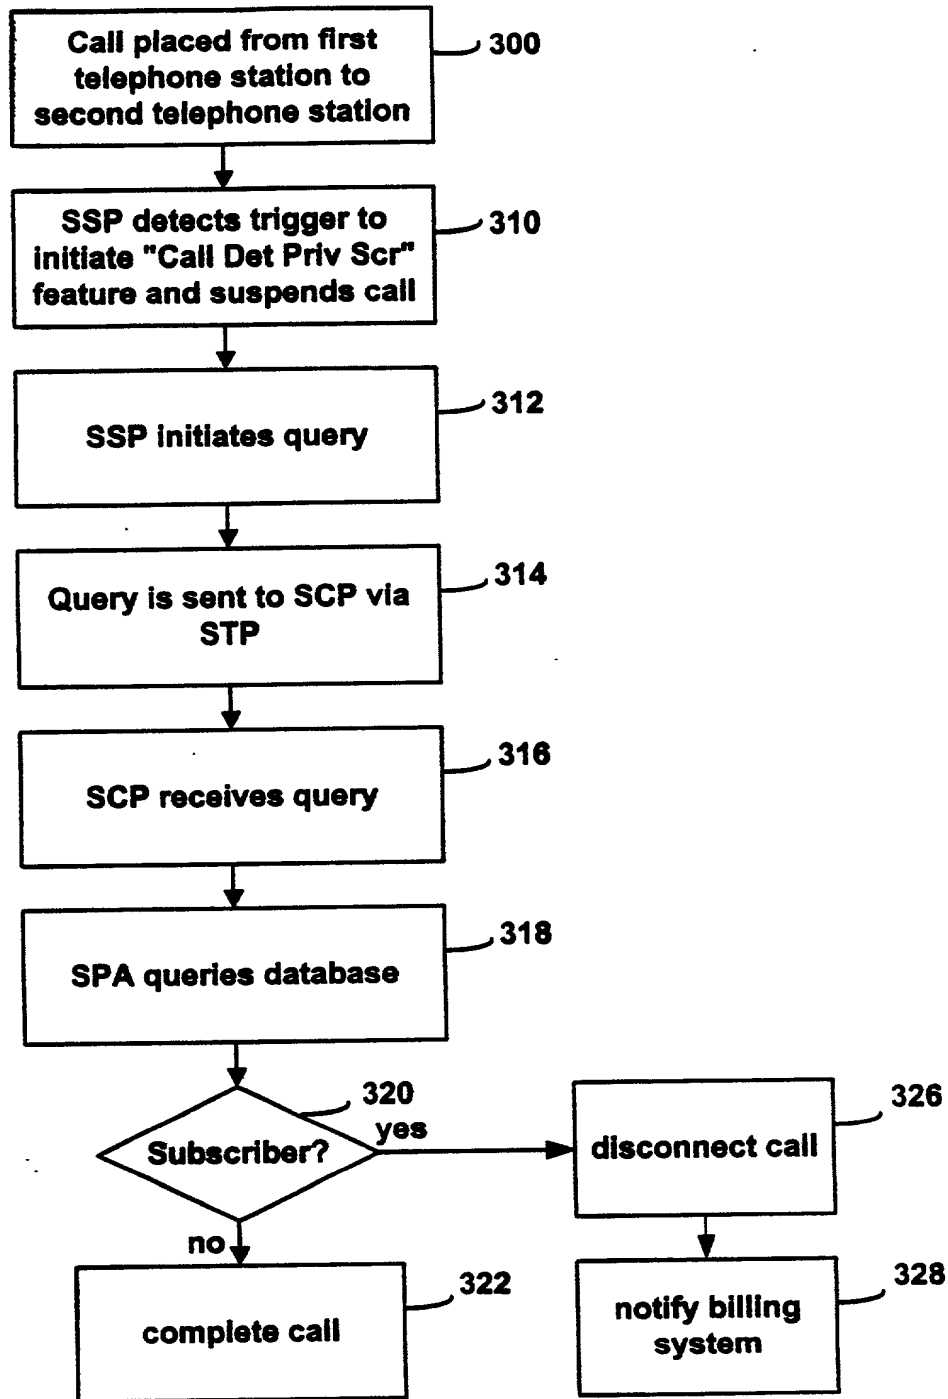 Call placed from first
telephone station to
second telephone station
300
SSP detects trigger to
initiate "Call Det Priv Scr"
feature and suspends call
310
SSP initiates query
312
Query is sent to SCP via
STP
314
SCP receives query
316
SPA queries database
318
Subscriber?
320
yes
disconnect call
326
no
complete call
322
notify billing
system
328